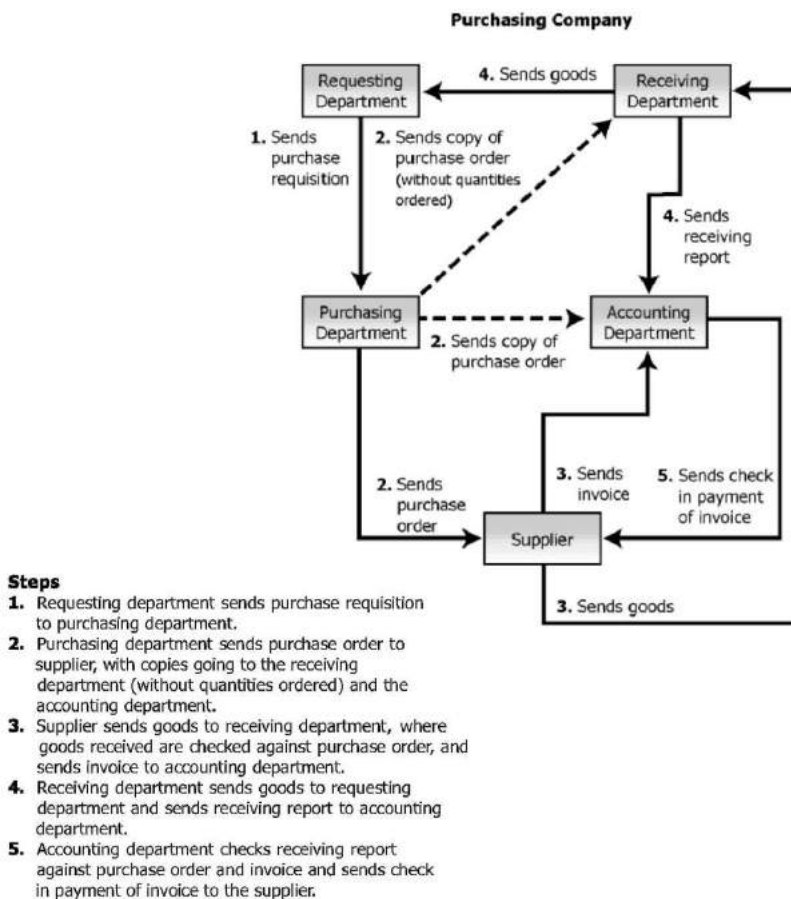 Purchasing Company
Requesting
Department
4. Sends goods
Receiving
Department
1. Sends
purchase
requisition
2. Sends copy of
purchase order
(without quantities
ordered)
4. Sends
receiving
report
Purchasing
Department
2. Sends copy of
purchase order
Accounting
Department
2. Sends
purchase
order
3. Sends
invoice
5. Sends check
in payment
of invoice
Supplier
3. Sends goods
Steps
1. Requesting department sends purchase requisition
to purchasing department.
2. Purchasing department sends purchase order to
supplier, with copies going to the receiving
department (without quantities ordered) and the
accounting department.
3. Supplier sends goods to receiving department, where
goods received are checked against purchase order, and
sends invoice to accounting department.
4. Receiving department sends goods to requesting
department and sends receiving report to accounting
department.
5. Accounting department checks receiving report
against purchase order and invoice and sends check
in payment of invoice to the supplier.